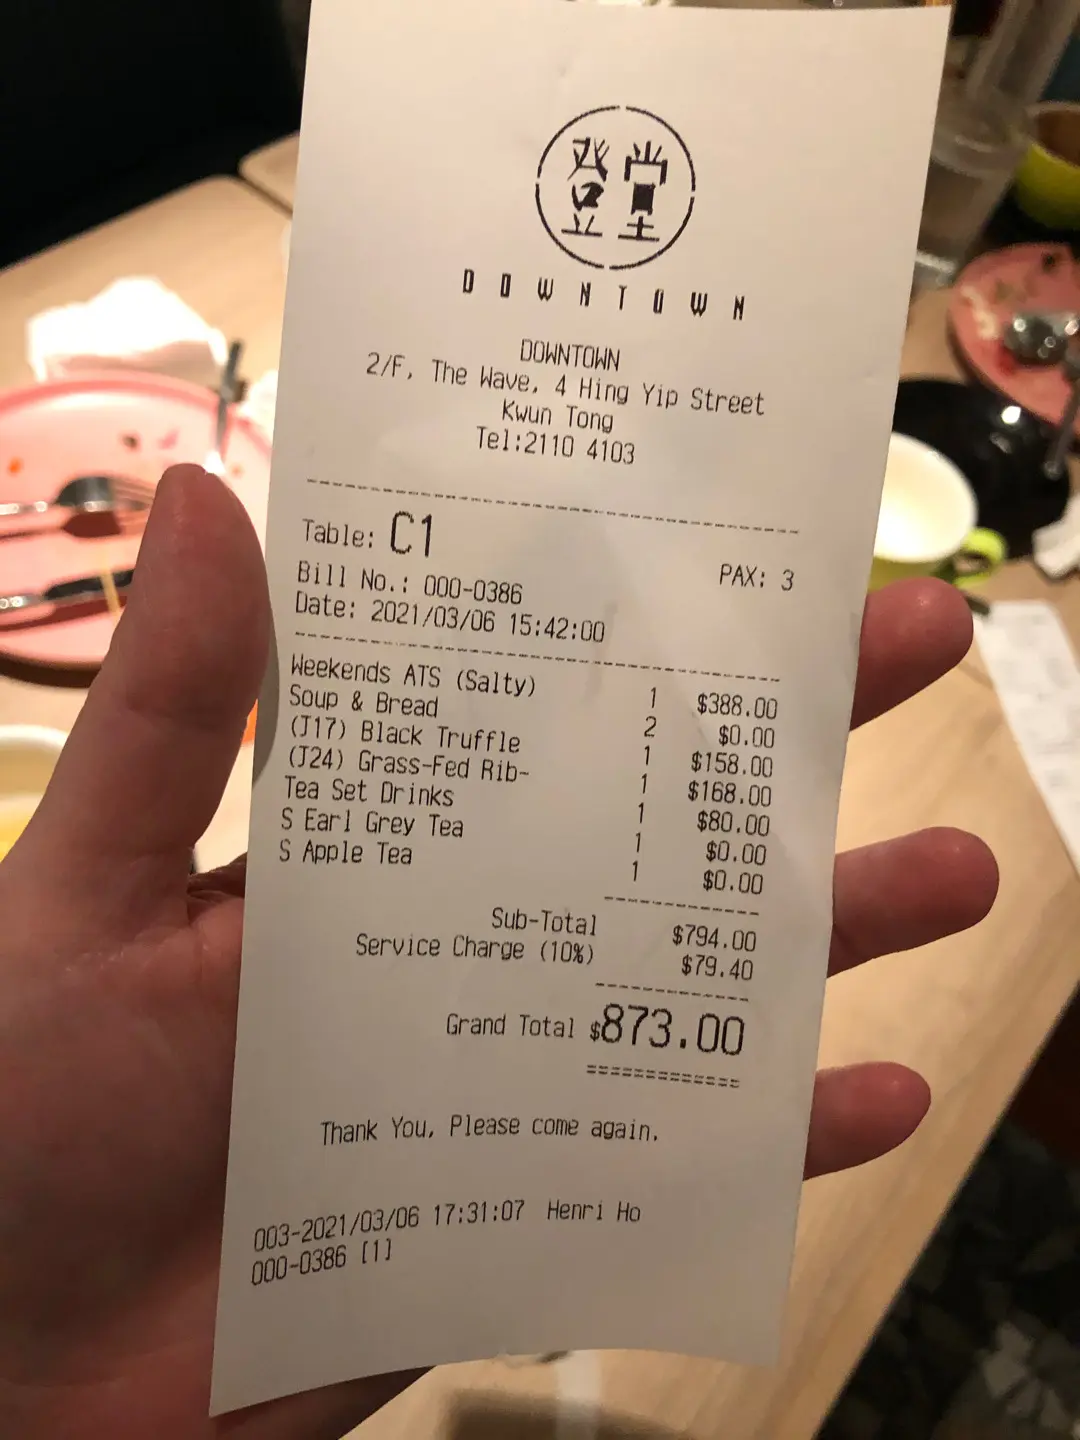 登堂
DOWNTOWN
DOWNTOWN
2/F, The Wave, 4 Hing Yip Street
Kwun Tong
Tel:2110 4103
Table: C1 PAX: 3
Bill No.: 000-0386
Date: 2021/03/06 15:42:00
Weekends ATS (Salty) 1 $388.00
Soup & Bread 2 $0.00
(J17) Black Truffle 1 $158.00
(J24) Grass-Fed Rib- 1 $168.00
Tea Set Drinks 1 $80.00
S Earl Grey Tea 1 $0.00
S Apple Tea 1 $0.00
Sub-Total $794.00
Service Charge (10%) $79.40
Grand Total $873.00
Thank You, Please come again.
003-2021/03/06 17:31:07 Henri Ho
000-0386 [1]